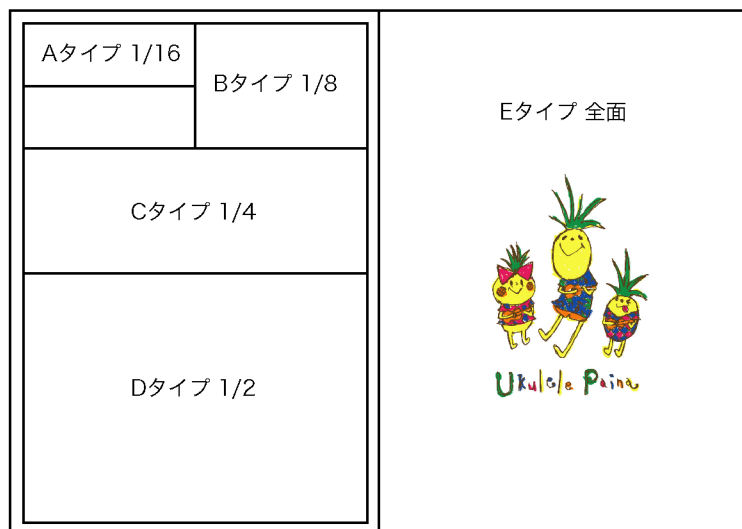 Aタイプ 1/16
Bタイプ 1/8
Cタイプ 1/4
Dタイプ 1/2
Eタイプ 全面
Ukulele Paina